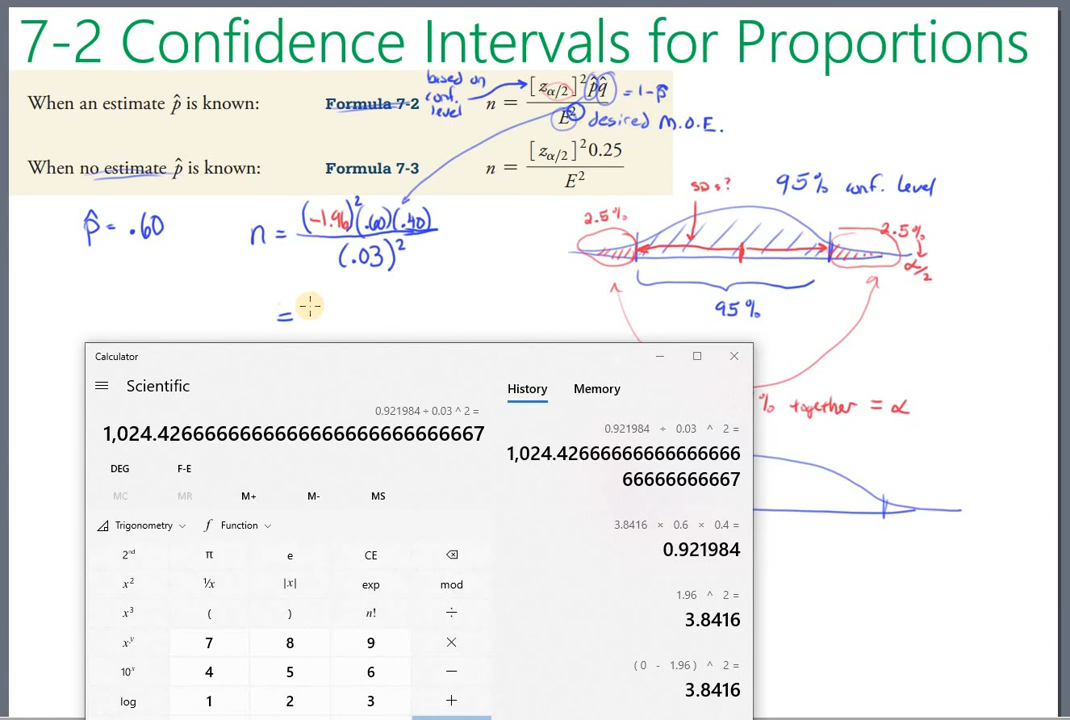 7-2 Confidence Intervals for Proportions
When an estimate p̂ is known: Formula 7-2 n = [z_α/2]² p̂q̂ / E²
based on conf. level
= 1 - p̂
desired M.O.E.
When no estimate p̂ is known: Formula 7-3 n = [z_α/2]² 0.25 / E²
p̂ = .60
n = (-1.96)² (.60)(.40) / (.03)²
=
SDs?
95% conf. level
2.5%
2.5%
α/2
95%
% together = α
Calculator
Scientific
0.921984 ÷ 0.03 ^ 2 =
1,024.4266666666666666666666666667
DEG F-E
MC MR M+ M- MS
Trigonometry f Function
2ⁿᵈ π e CE
x² ¹/x |x| exp mod
x³ ( ) n! ÷
xʸ 7 8 9 ×
10ˣ 4 5 6 −
log 1 2 3 +
History Memory
0.921984 ÷ 0.03 ^ 2 =
1,024.42666666666666666
66666666667
3.8416 × 0.6 × 0.4 =
0.921984
1.96 ^ 2 =
3.8416
(0 - 1.96) ^ 2 =
3.8416